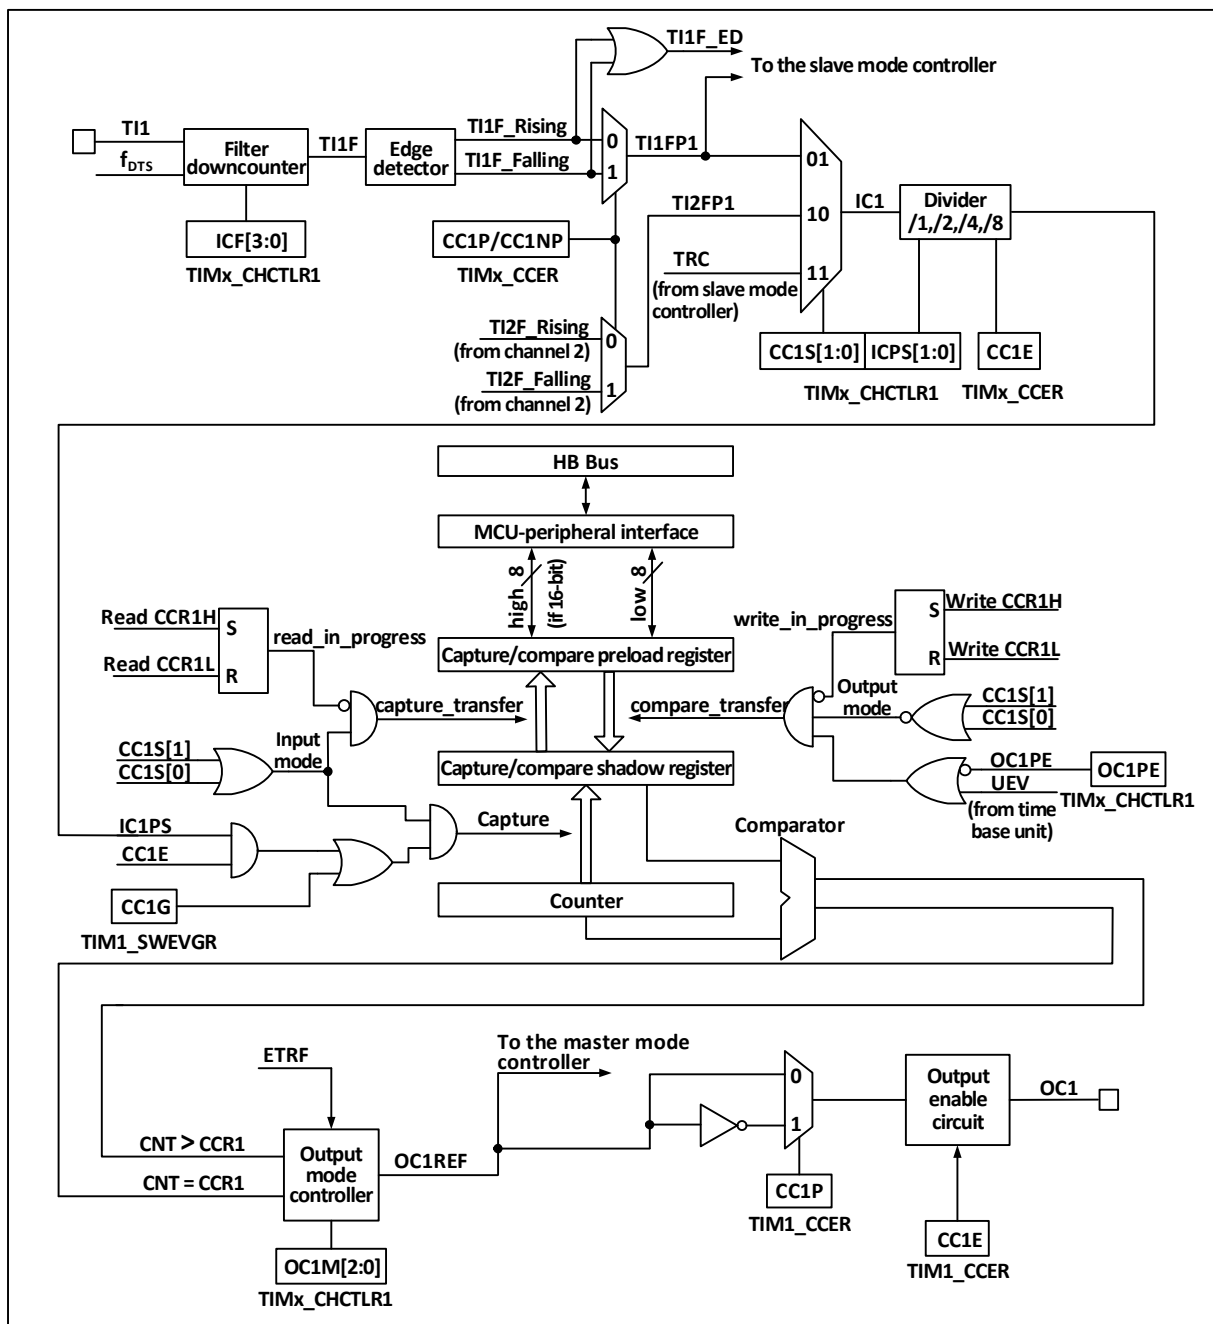 TI1F_ED
To the slave mode controller
TI1
f_DTS
Filter
downcounter
TI1F
Edge
detector
TI1F_Rising
TI1F_Falling
0
1
TI1FP1
01
10
11
TI2FP1
TRC
(from slave mode
controller)
IC1
Divider
/1,/2,/4,/8
ICF[3:0]
TIMx_CHCTLR1
CC1P/CC1NP
TIMx_CCER
TI2F_Rising
(from channel 2)
TI2F_Falling
(from channel 2)
0
1
CC1S[1:0]
ICPS[1:0]
TIMx_CHCTLR1
CC1E
TIMx_CCER
HB Bus
MCU-peripheral interface
high 8
(if 16-bit)
low 8
Read CCR1H
Read CCR1L
S
R
read_in_progress
Capture/compare preload register
write_in_progress
S
R
Write CCR1H
Write CCR1L
capture_transfer
compare_transfer
Output
mode
CC1S[1]
CC1S[0]
CC1S[1]
CC1S[0]
Input
mode
Capture/compare shadow register
OC1PE
UEV
(from time
base unit)
OC1PE
TIMx_CHCTLR1
IC1PS
CC1E
CC1G
TIM1_SWEVGR
Capture
Comparator
Counter
ETRF
To the master mode
controller
CNT > CCR1
CNT = CCR1
Output
mode
controller
OC1REF
OC1M[2:0]
TIMx_CHCTLR1
0
1
CC1P
TIM1_CCER
Output
enable
circuit
OC1
CC1E
TIM1_CCER